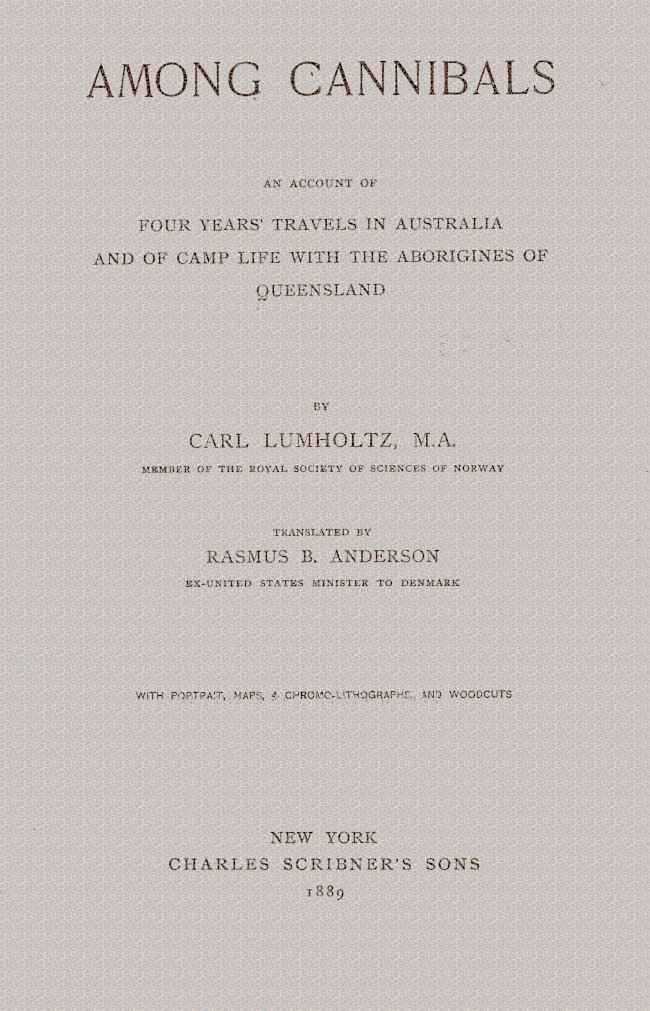 AMONG CANNIBALS
AN ACCOUNT OF
FOUR YEARS' TRAVELS IN AUSTRALIA
AND OF CAMP LIFE WITH THE ABORIGINES OF
QUEENSLAND
BY
CARL LUMHOLTZ, M.A.
MEMBER OF THE ROYAL SOCIETY OF SCIENCES OF NORWAY
TRANSLATED BY
RASMUS B. ANDERSON
EX-UNITED STATES MINISTER TO DENMARK
WITH PORTRAIT, MAPS, 4 CHROMO-LITHOGRAPHS, AND WOODCUTS
NEW YORK
CHARLES SCRIBNER'S SONS
1889